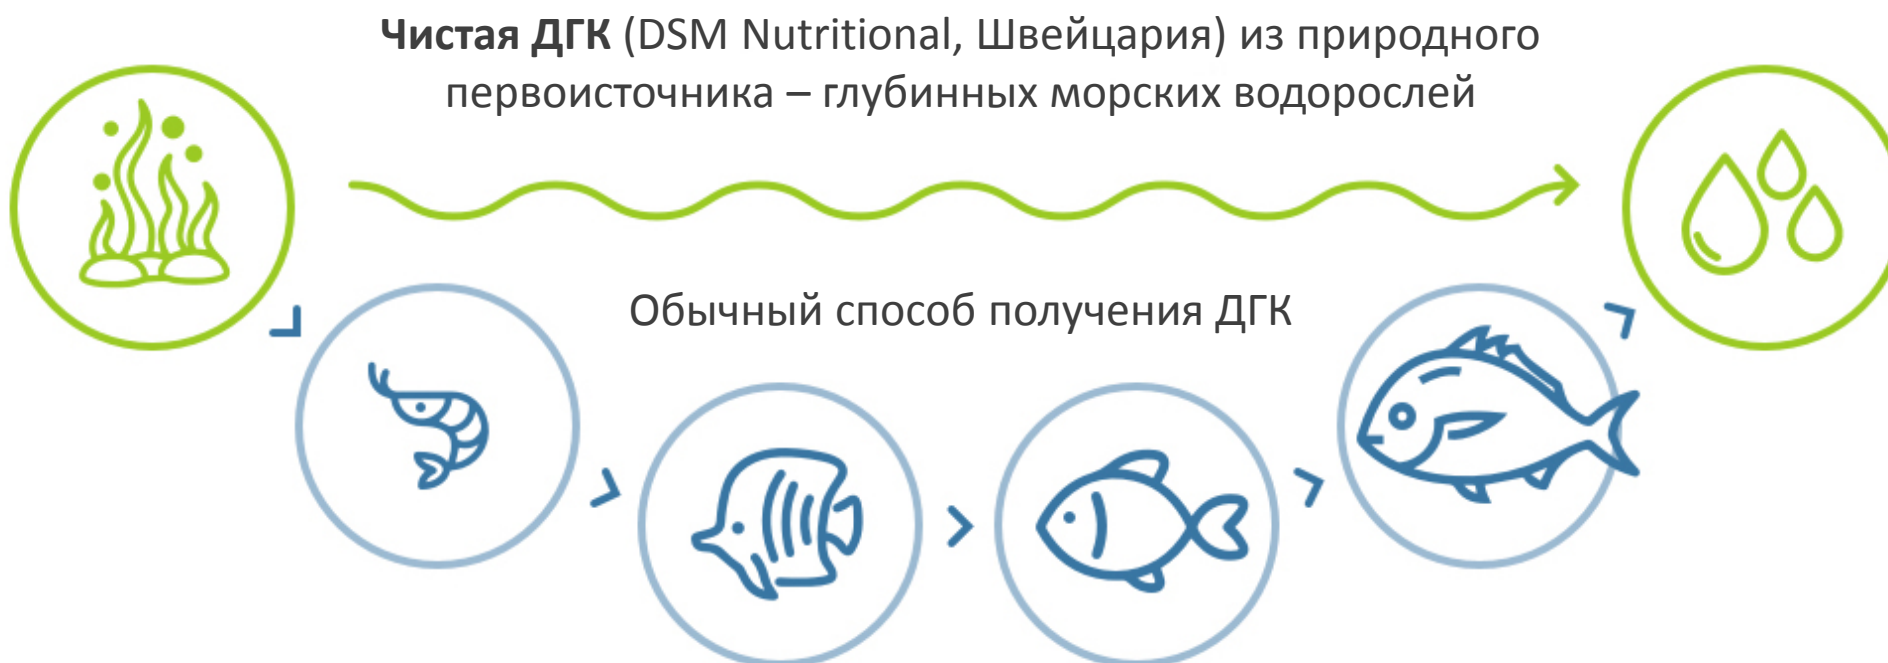 Чистая ДГК (DSM Nutritional, Швейцария) из природного
первоисточника – глубинных морских водорослей
Обычный способ получения ДГК